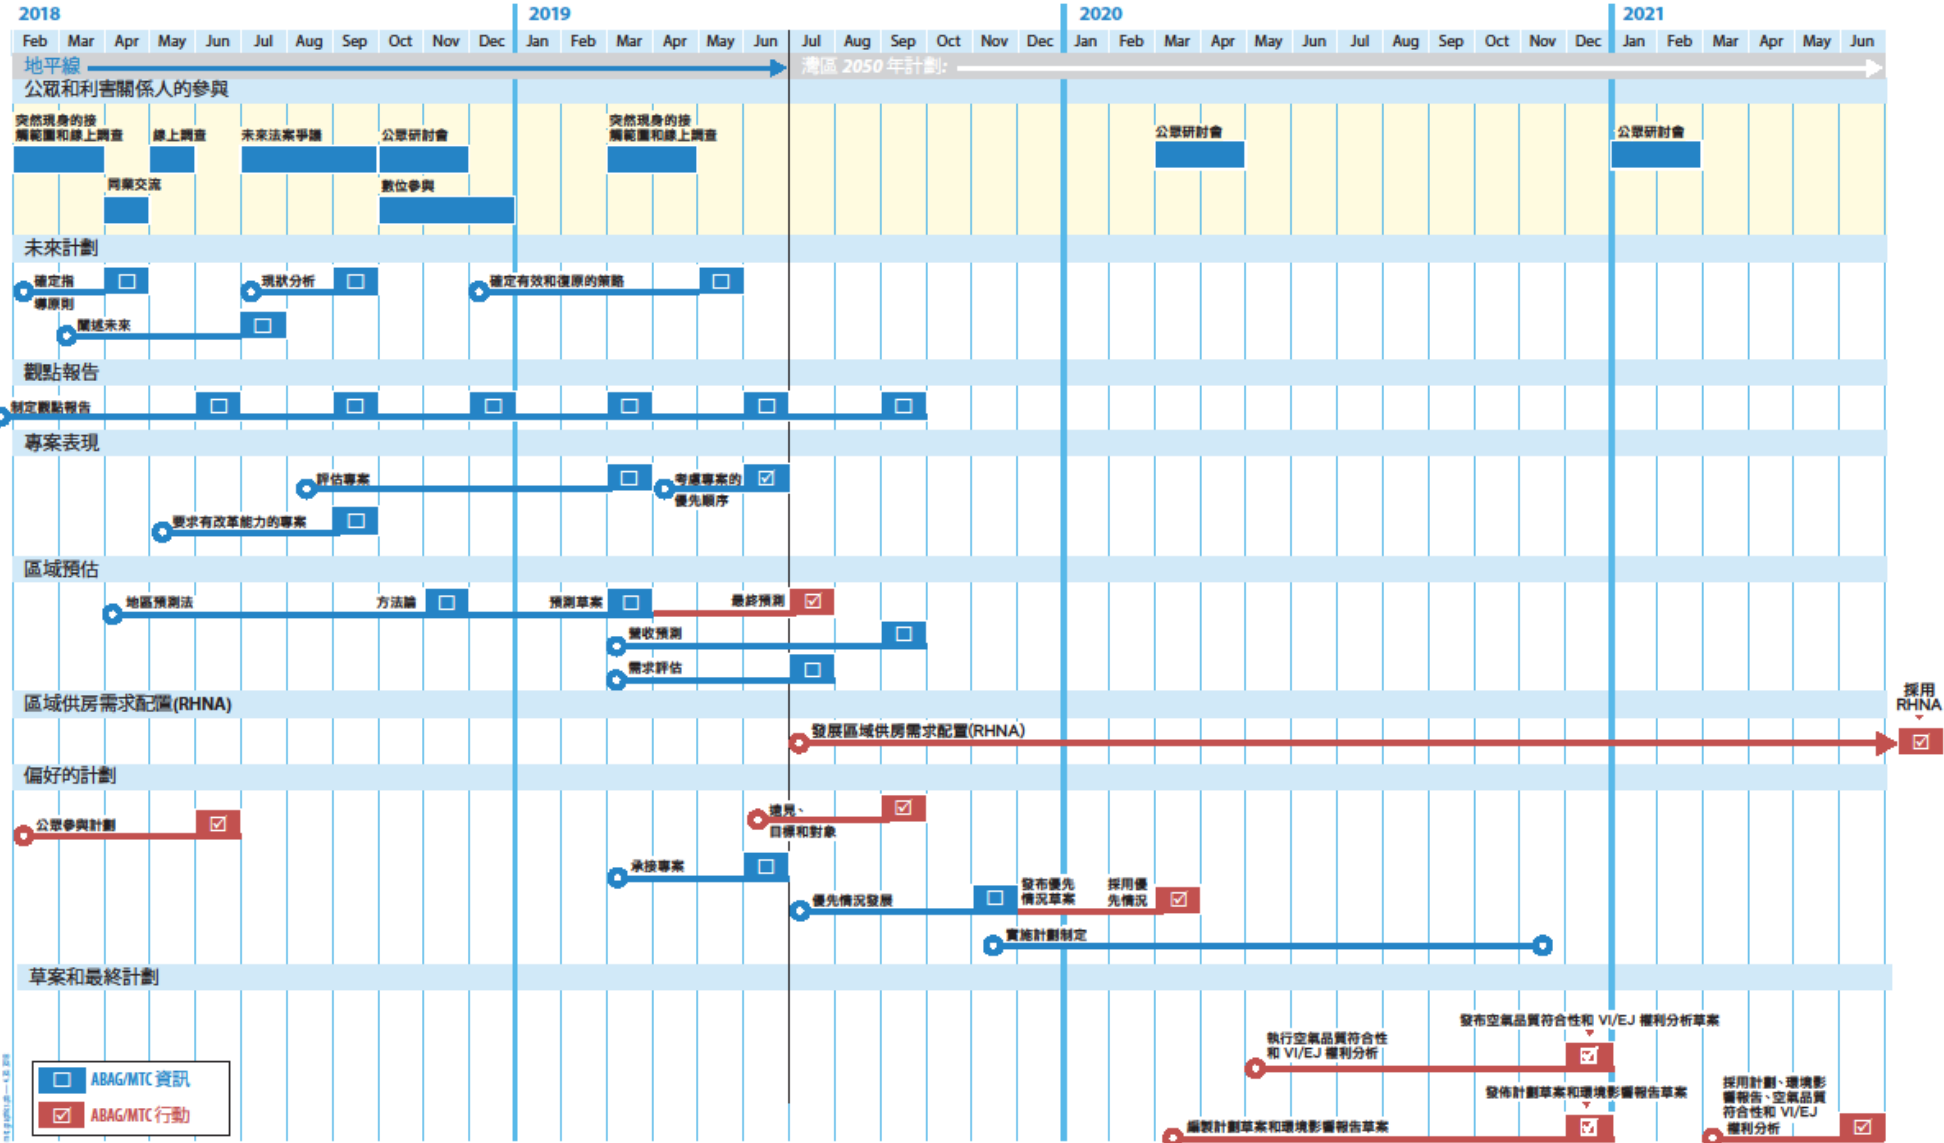 2018 2019 2020 2021
Feb Mar Apr May Jun Jul Aug Sep Oct Nov Dec Jan Feb Mar Apr May Jun Jul Aug Sep Oct Nov Dec Jan Feb Mar Apr May Jun Jul Aug Sep Oct Nov Dec Jan Feb Mar Apr May Jun
地平線 灣區 2050 年計劃:
公眾和利害關係人的參與
突然現身的接
觸範圍和線上調查
線上調查
未來法案爭議
公眾研討會
突然現身的接
觸範圍和線上調查
公眾研討會
公眾研討會
同業交流
數位參與
未來計劃
確定指
導原則
現狀分析
確定有效和復原的策略
闡述未來
觀點報告
制定觀點報告
專案表現
評估專案
考慮專案的
優先順序
要求有改革能力的專案
區域預估
地區預測法
方法論
預測草案
最終預測
營收預測
需求評估
區域供房需求配置(RHNA)
採用
RHNA
發展區域供房需求配置(RHNA)
偏好的計劃
公眾參與計劃
遠見、
目標和對象
承接專案
優先情況發展
發布優先
情況草案
採用優
先情況
實施計劃制定
草案和最終計劃
發布空氣品質符合性和 VI/EJ 權利分析草案
執行空氣品質符合性
和 VI/EJ 權利分析
發佈計劃草案和環境影響報告草案
採用計劃、環境影
響報告、空氣品質
符合性和 VI/EJ
權利分析
編製計劃草案和環境影響報告草案
ABAG/MTC 資訊
ABAG/MTC 行動